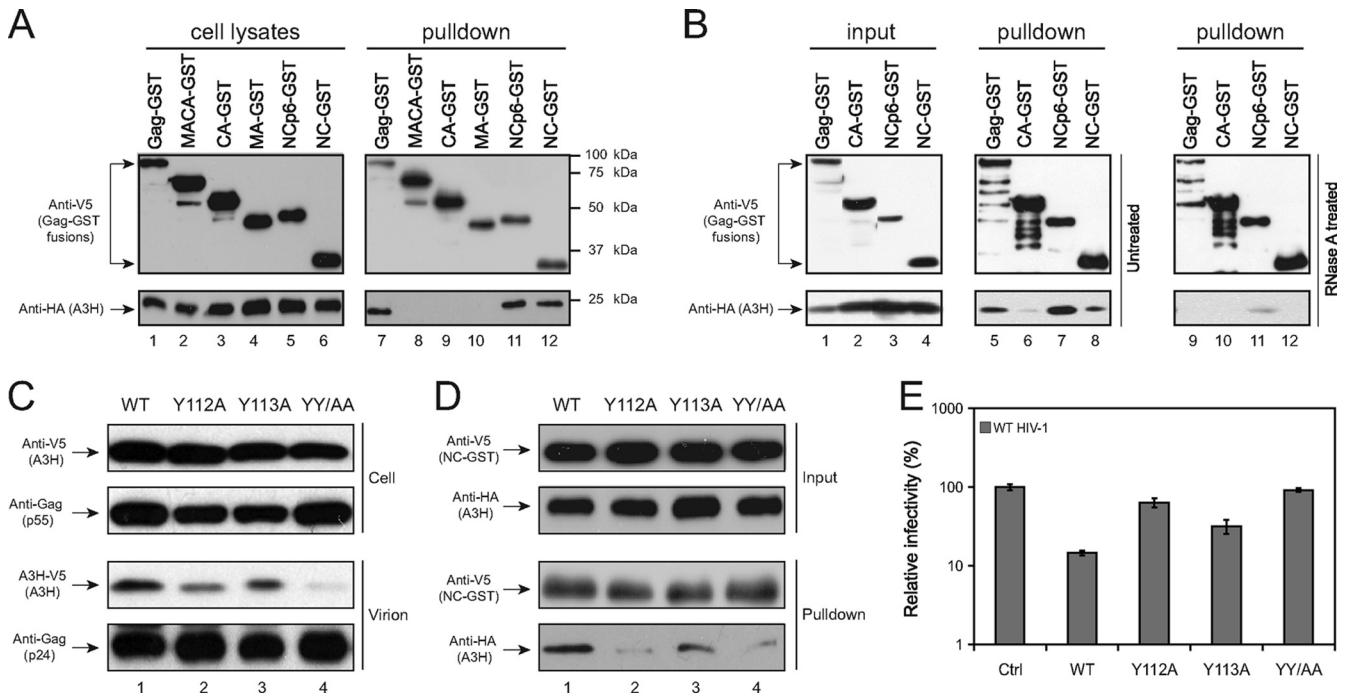 A
cell lysates
pulldown
Gag-GST
MACA-GST
CA-GST
MA-GST
NCp6-GST
NC-GST
Gag-GST
MACA-GST
CA-GST
MA-GST
NCp6-GST
NC-GST
Anti-V5
(Gag-GST
fusions)
100 kDa
75 kDa
50 kDa
37 kDa
25 kDa
Anti-HA (A3H)
1 2 3 4 5 6 7 8 9 10 11 12
B
input
pulldown
pulldown
Gag-GST
CA-GST
NCp6-GST
NC-GST
Gag-GST
CA-GST
NCp6-GST
NC-GST
Gag-GST
CA-GST
NCp6-GST
NC-GST
Anti-V5
(Gag-GST
fusions)
Untreated
RNase A treated
Anti-HA (A3H)
1 2 3 4 5 6 7 8 9 10 11 12
C
WT Y112A Y113A YY/AA
Anti-V5
(A3H)
Anti-Gag
(p55)
Cell
A3H-V5
(A3H)
Anti-Gag
(p24)
Virion
1 2 3 4
D
WT Y112A Y113A YY/AA
Anti-V5
(NC-GST)
Anti-HA
(A3H)
Input
Anti-V5
(NC-GST)
Anti-HA
(A3H)
Pulldown
1 2 3 4
E
Relative infectivity (%)
1000
100
10
1
WT HIV-1
Ctrl WT Y112A Y113A YY/AA